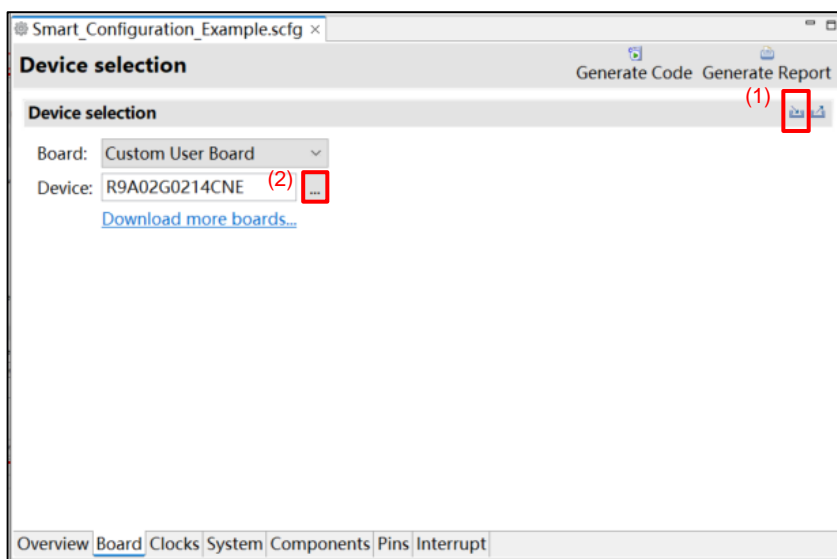 Smart_Configuration_Example.scfg ×
Device selection
Generate Code Generate Report
(1)
Device selection
Board: Custom User Board
Device: R9A02G0214CNE (2) ...
Download more boards...
Overview Board Clocks System Components Pins Interrupt